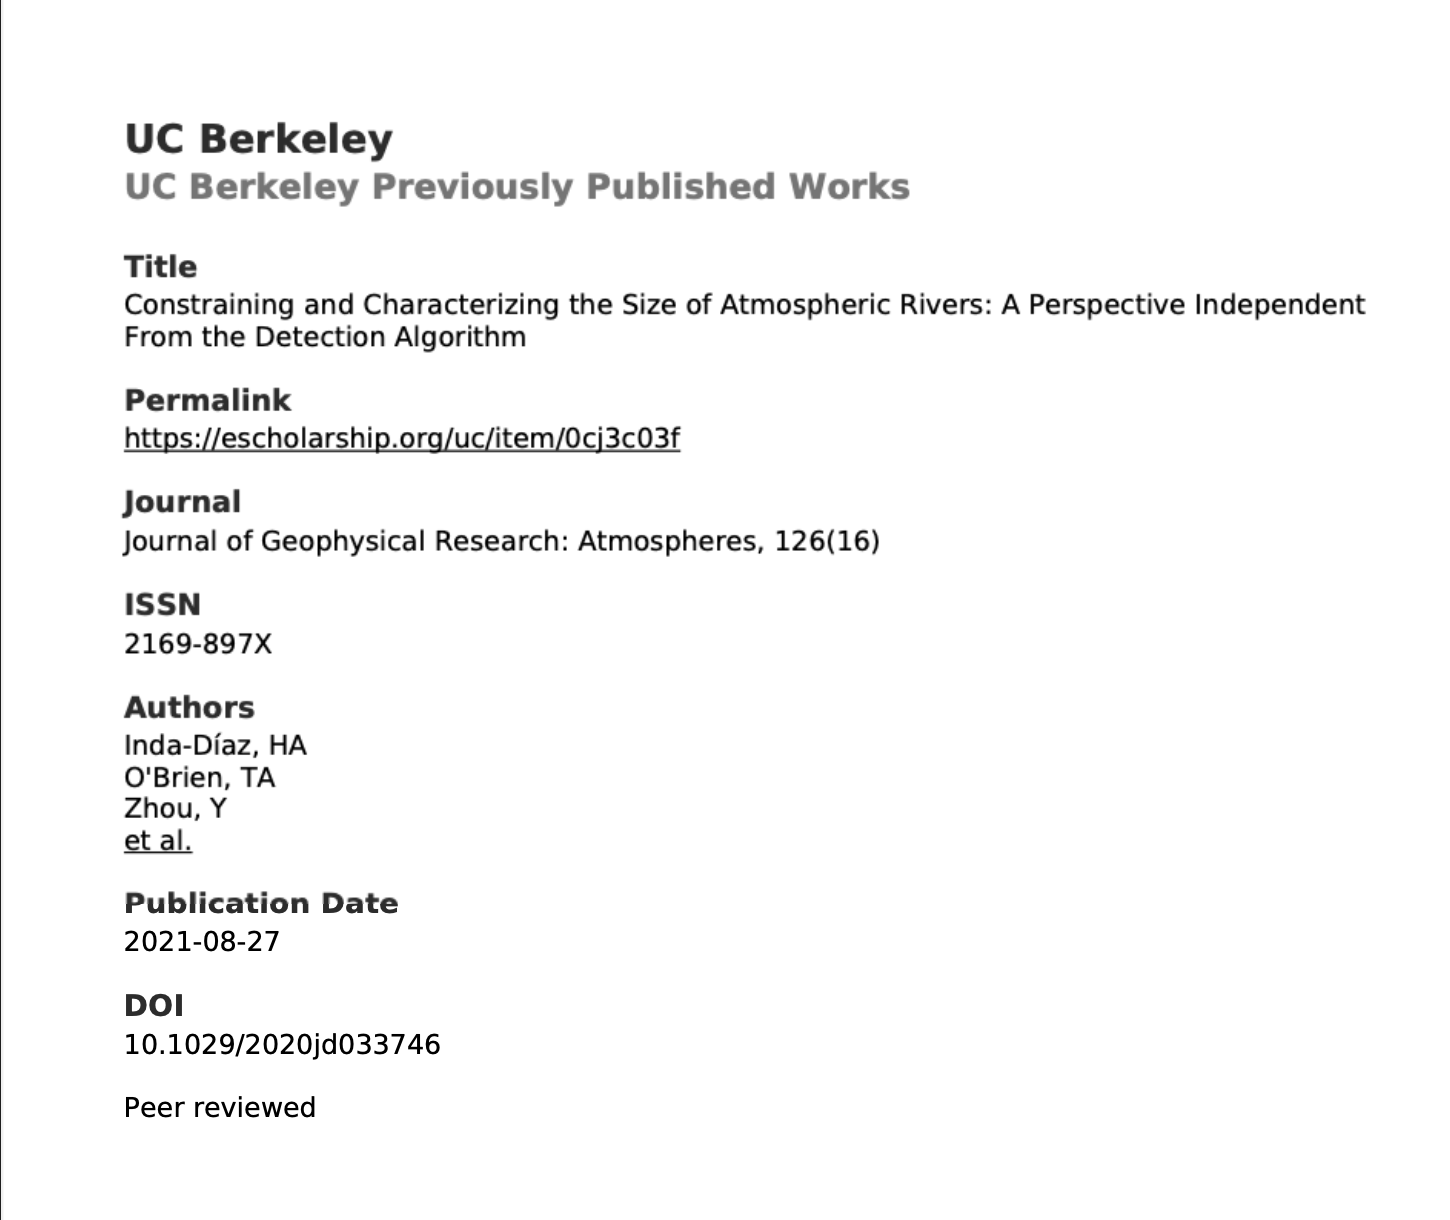 UC Berkeley
UC Berkeley Previously Published Works
Title
Constraining and Characterizing the Size of Atmospheric Rivers: A Perspective Independent
From the Detection Algorithm
Permalink
https://escholarship.org/uc/item/0cj3c03f
Journal
Journal of Geophysical Research: Atmospheres, 126(16)
ISSN
2169-897X
Authors
Inda-Díaz, HA
O'Brien, TA
Zhou, Y
et al.
Publication Date
2021-08-27
DOI
10.1029/2020jd033746
Peer reviewed